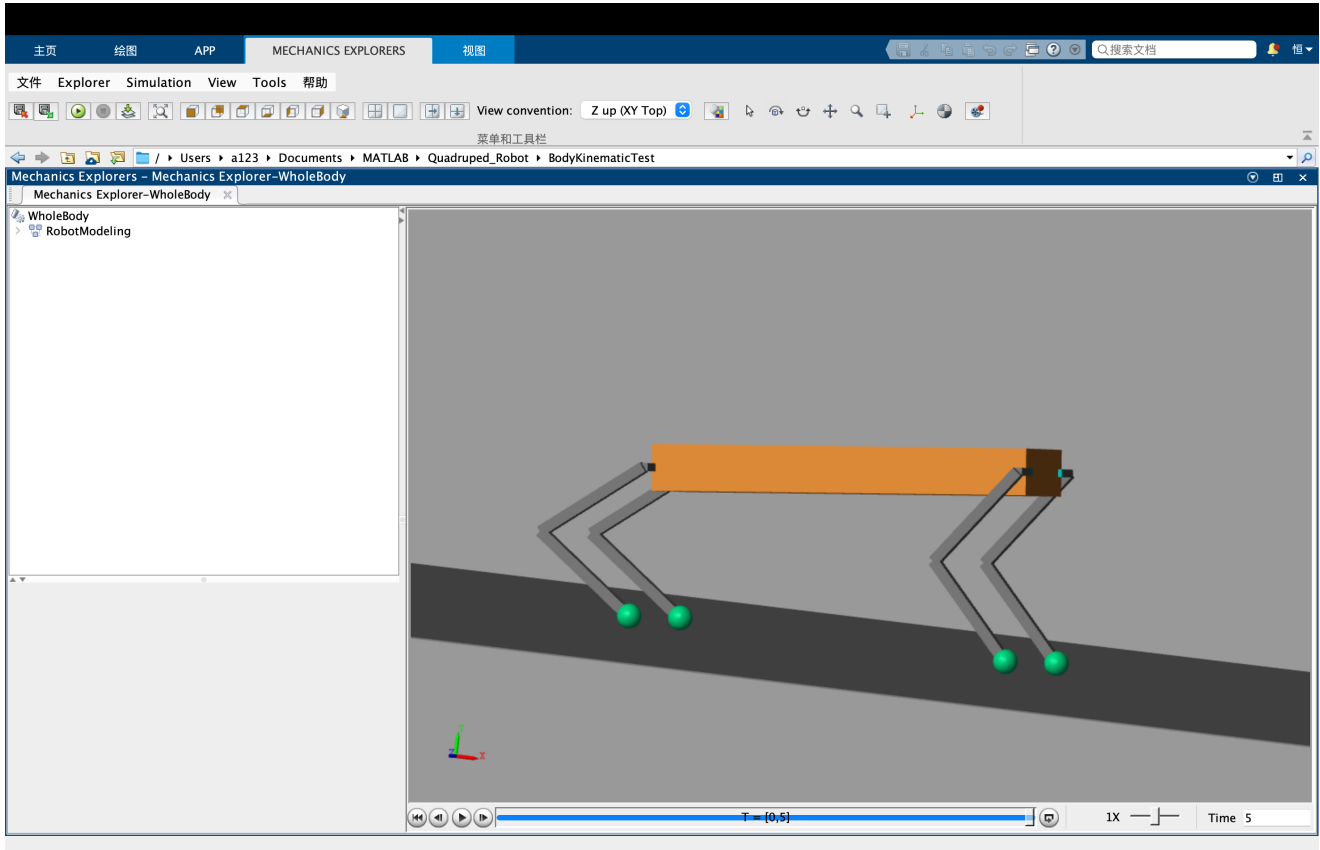 主页 绘图 APP MECHANICS EXPLORERS 视图 搜索文档 恒
文件 Explorer Simulation View Tools 帮助
View convention: Z up (XY Top)
菜单和工具栏
/ Users a123 Documents MATLAB Quadruped_Robot BodyKinematicTest
Mechanics Explorers - Mechanics Explorer-WholeBody
Mechanics Explorer-WholeBody
WholeBody
RobotModeling
Y
Z X
T = [0,5] 1X Time 5